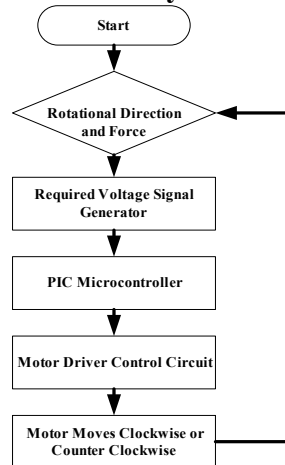 Start
Rotational Direction
and Force
Required Voltage Signal
Generator
PIC Microcontroller
Motor Driver Control Circuit
Motor Moves Clockwise or
Counter Clockwise